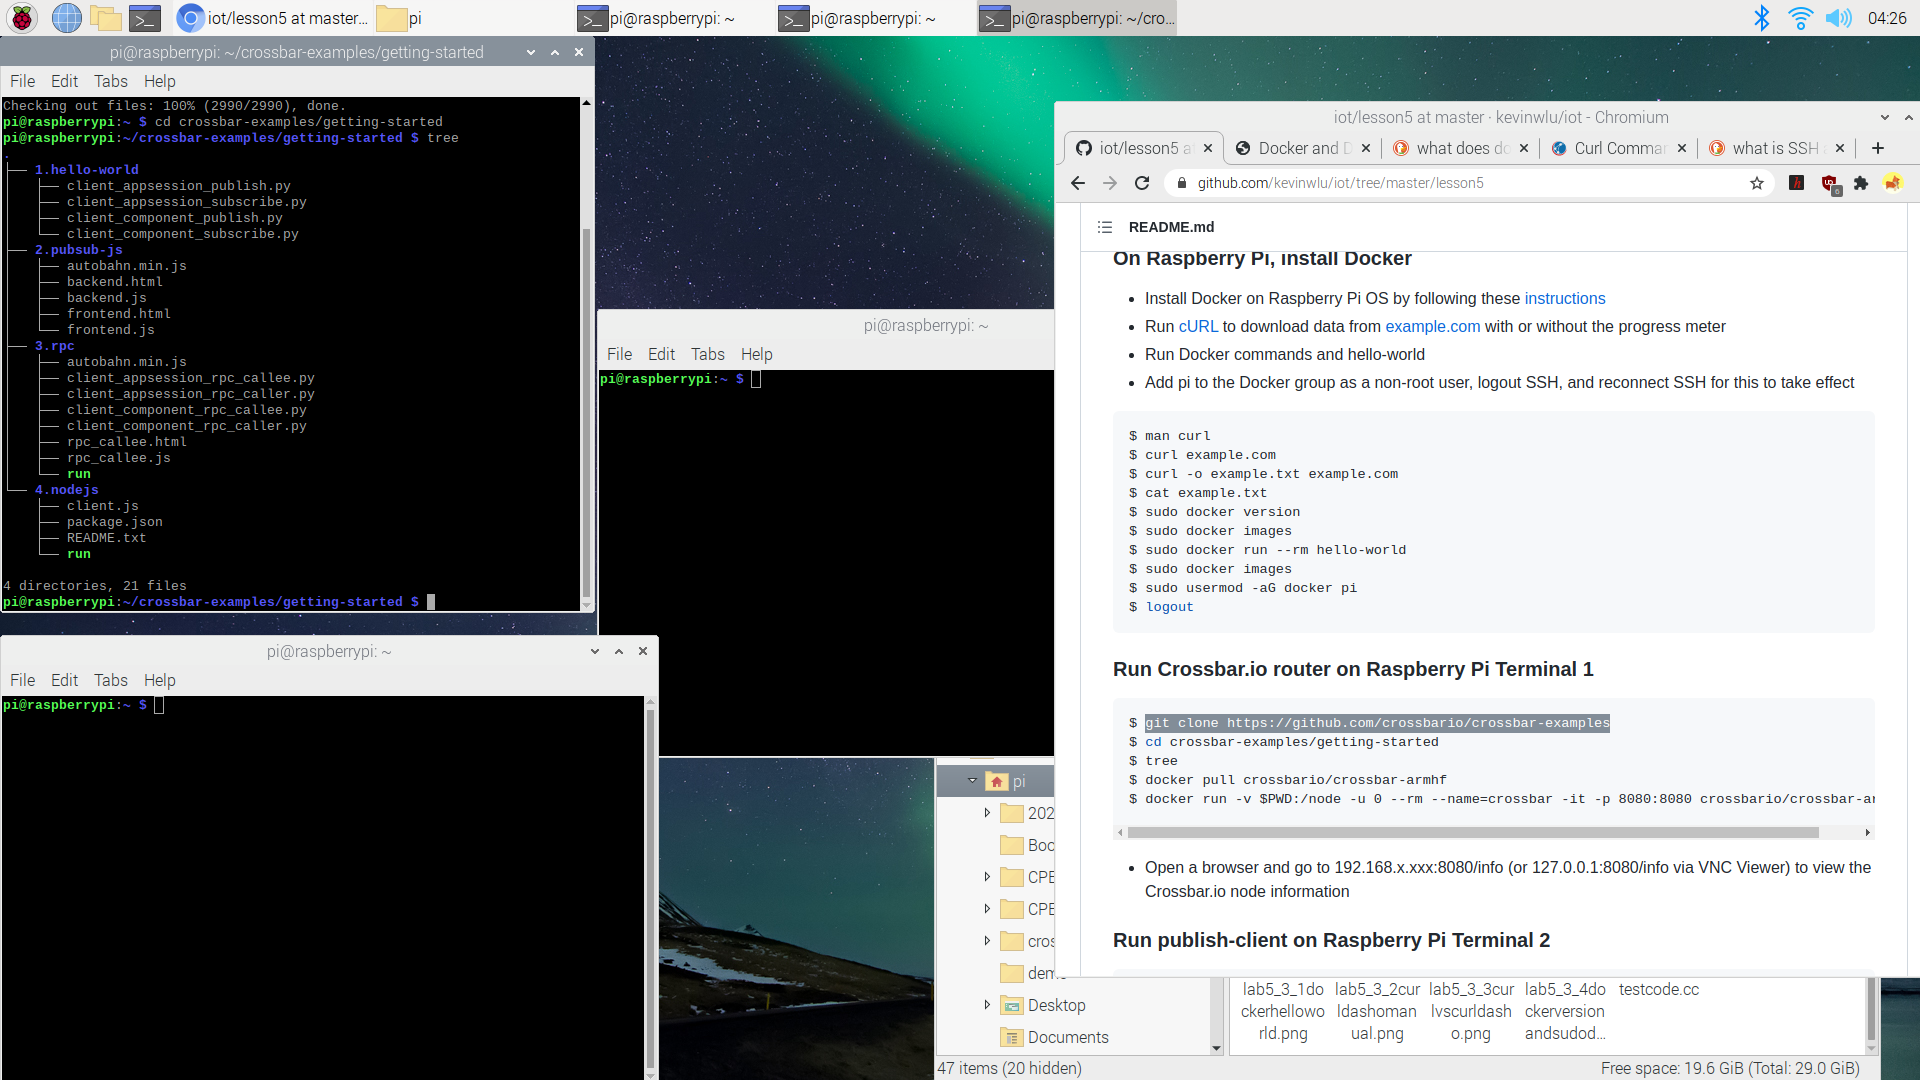 iot/lesson5 at master...
pi
pi@raspberrypi: ~
pi@raspberrypi: ~
pi@raspberrypi: ~/cro...
04:26
pi@raspberrypi: ~/crossbar-examples/getting-started
File Edit Tabs Help
Checking out files: 100% (2990/2990), done.
pi@raspberrypi:~ $ cd crossbar-examples/getting-started
pi@raspberrypi:~/crossbar-examples/getting-started $ tree
.
├── 1.hello-world
│   ├── client_appsession_publish.py
│   ├── client_appsession_subscribe.py
│   ├── client_component_publish.py
│   └── client_component_subscribe.py
├── 2.pubsub-js
│   ├── autobahn.min.js
│   ├── backend.html
│   ├── backend.js
│   ├── frontend.html
│   └── frontend.js
├── 3.rpc
│   ├── autobahn.min.js
│   ├── client_appsession_rpc_callee.py
│   ├── client_appsession_rpc_caller.py
│   ├── client_component_rpc_callee.py
│   ├── client_component_rpc_caller.py
│   ├── rpc_callee.html
│   ├── rpc_callee.js
│   └── run
└── 4.nodejs
    ├── client.js
    ├── package.json
    ├── README.txt
    └── run
4 directories, 21 files
pi@raspberrypi:~/crossbar-examples/getting-started $
pi@raspberrypi: ~
File Edit Tabs Help
pi@raspberrypi:~ $
pi@raspberrypi: ~
File Edit Tabs Help
pi@raspberrypi:~ $
iot/lesson5 at master · kevinwlu/iot - Chromium
iot/lesson5 a
Docker and D
what does do
Curl Comman
what is SSH
github.com/kevinwlu/iot/tree/master/lesson5
6
README.md
On Raspberry Pi, install Docker
• Install Docker on Raspberry Pi OS by following these instructions
• Run cURL to download data from example.com with or without the progress meter
• Run Docker commands and hello-world
• Add pi to the Docker group as a non-root user, logout SSH, and reconnect SSH for this to take effect
$ man curl
$ curl example.com
$ curl -o example.txt example.com
$ cat example.txt
$ sudo docker version
$ sudo docker images
$ sudo docker run --rm hello-world
$ sudo docker images
$ sudo usermod -aG docker pi
$ logout
Run Crossbar.io router on Raspberry Pi Terminal 1
$ git clone https://github.com/crossbario/crossbar-examples
$ cd crossbar-examples/getting-started
$ tree
$ docker pull crossbario/crossbar-armhf
$ docker run -v $PWD:/node -u 0 --rm --name=crossbar -it -p 8080:8080 crossbario/crossbar-ar
• Open a browser and go to 192.168.x.xxx:8080/info (or 127.0.0.1:8080/info via VNC Viewer) to view the
Crossbar.io node information
Run publish-client on Raspberry Pi Terminal 2
pi
202
Boo
CPE
CPE
cros
demo
Desktop
Documents
lab5_3_1do
ckerhellowo
rld.png
lab5_3_2cur
ldashoman
ual.png
lab5_3_3cur
lvscurldash
o.png
lab5_3_4do
ckerversion
andsudod...
testcode.cc
47 items (20 hidden)
Free space: 19.6 GiB (Total: 29.0 GiB)